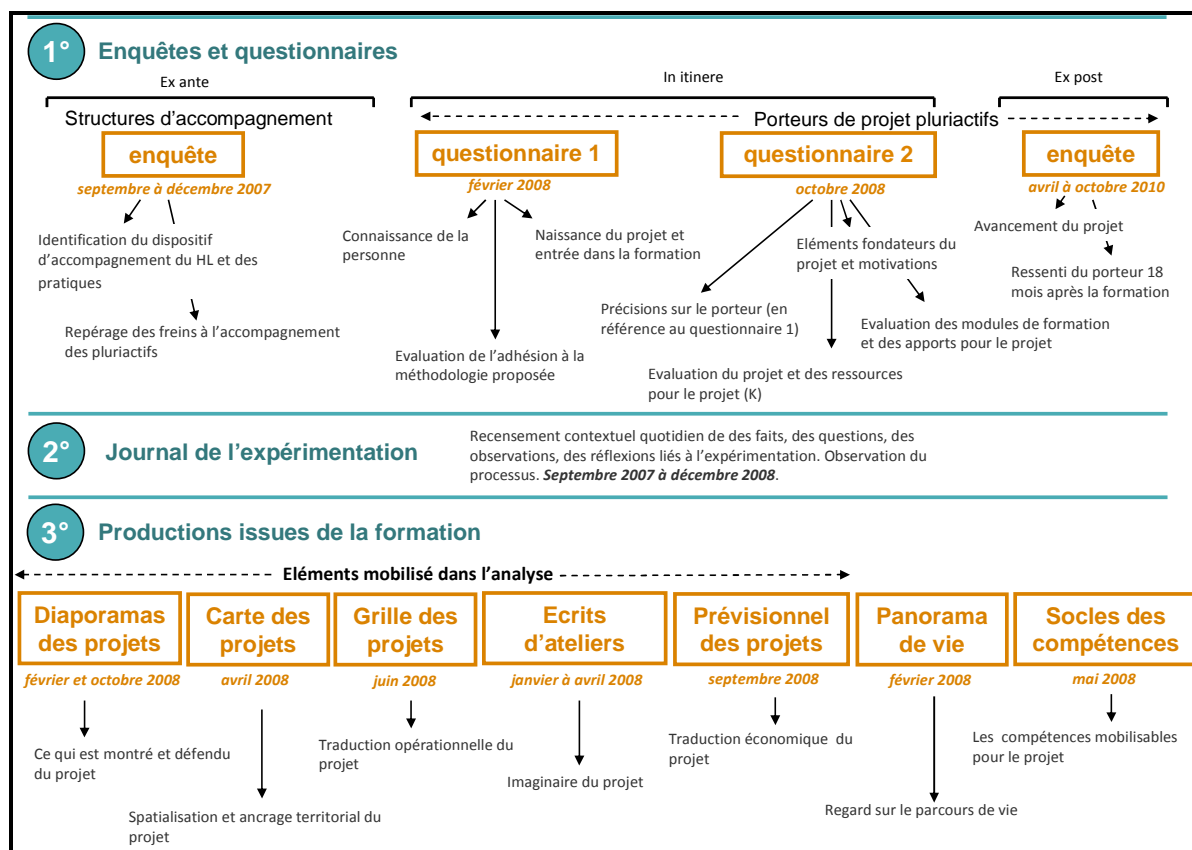 1° Enquêtes et questionnaires
Ex ante
In itinere
Ex post
Structures d'accompagnement
Porteurs de projet pluriactifs
enquête
questionnaire 1
questionnaire 2
enquête
septembre à décembre 2007
février 2008
octobre 2008
avril à octobre 2010
Identification du dispositif
d'accompagnement du HL et des
pratiques
Repérage des freins à l'accompagnement
des pluriactifs
Connaissance de la
personne
Naissance du projet et
entrée dans la formation
Evaluation de l'adhésion à la
méthodologie proposée
Précisions sur le porteur (en
référence au questionnaire 1)
Eléments fondateurs du
projet et motivations
Evaluation des modules de formation
et des apports pour le projet
Evaluation du projet et des ressources
pour le projet (K)
Avancement du projet
Ressenti du porteur 18
mois après la formation
2° Journal de l'expérimentation
Recensement contextuel quotidien de des faits, des questions, des
observations, des réflexions liés à l'expérimentation. Observation du
processus. Septembre 2007 à décembre 2008.
3° Productions issues de la formation
Eléments mobilisé dans l'analyse
Diaporamas
des projets
Carte des
projets
Grille des
projets
Ecrits
d'ateliers
Prévisionnel
des projets
Panorama
de vie
Socles des
compétences
février et octobre 2008
avril 2008
juin 2008
janvier à avril 2008
septembre 2008
février 2008
mai 2008
Ce qui est montré et défendu
du projet
Spatialisation et ancrage territorial du
projet
Traduction opérationnelle du
projet
Imaginaire du projet
Traduction économique du
projet
Regard sur le parcours de vie
Les compétences mobilisables
pour le projet